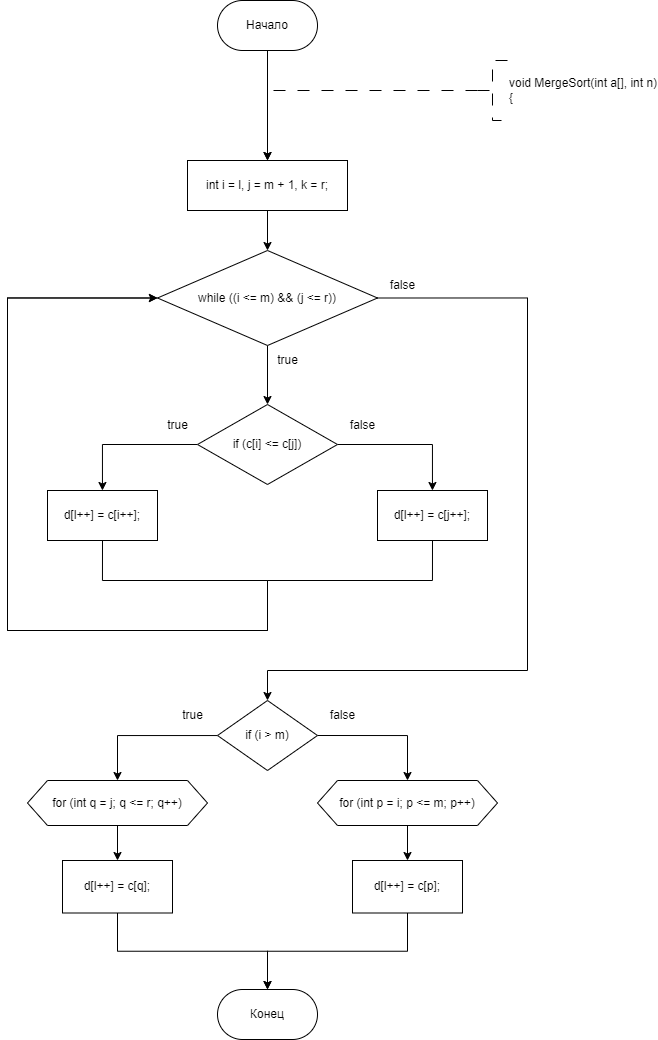 Начало
void MergeSort(int a[], int n)
{
int i = l, j = m + 1, k = r;
while ((i <= m) && (j <= r))
false
true
if (c[i] <= c[j])
true
false
d[l++] = c[i++];
d[l++] = c[j++];
if (i > m)
true
false
for (int q = j; q <= r; q++)
for (int p = i; p <= m; p++)
d[l++] = c[q];
d[l++] = c[p];
Конец